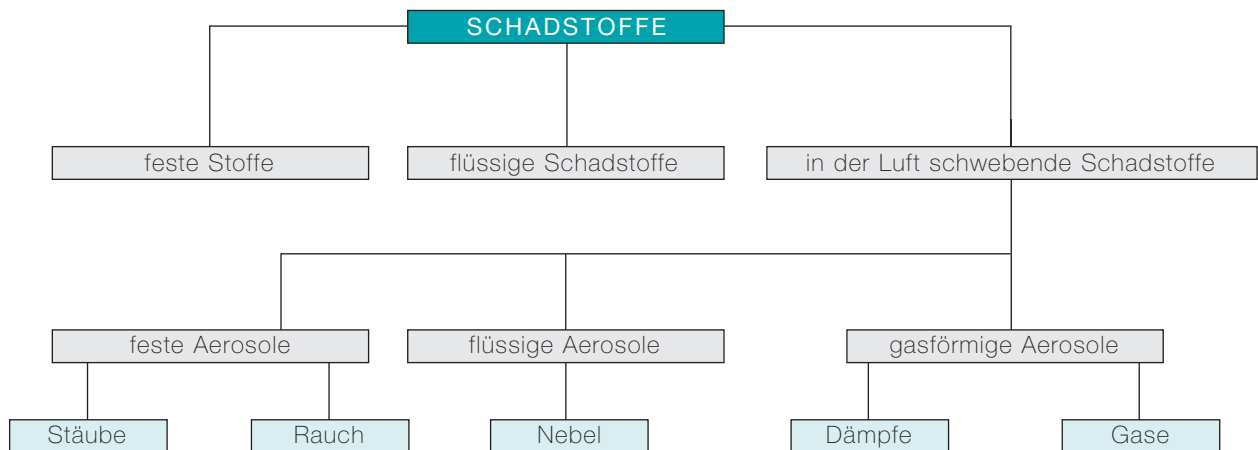 SCHADSTOFFE
feste Stoffe
flüssige Schadstoffe
in der Luft schwebende Schadstoffe
feste Aerosole
flüssige Aerosole
gasförmige Aerosole
Stäube
Rauch
Nebel
Dämpfe
Gase